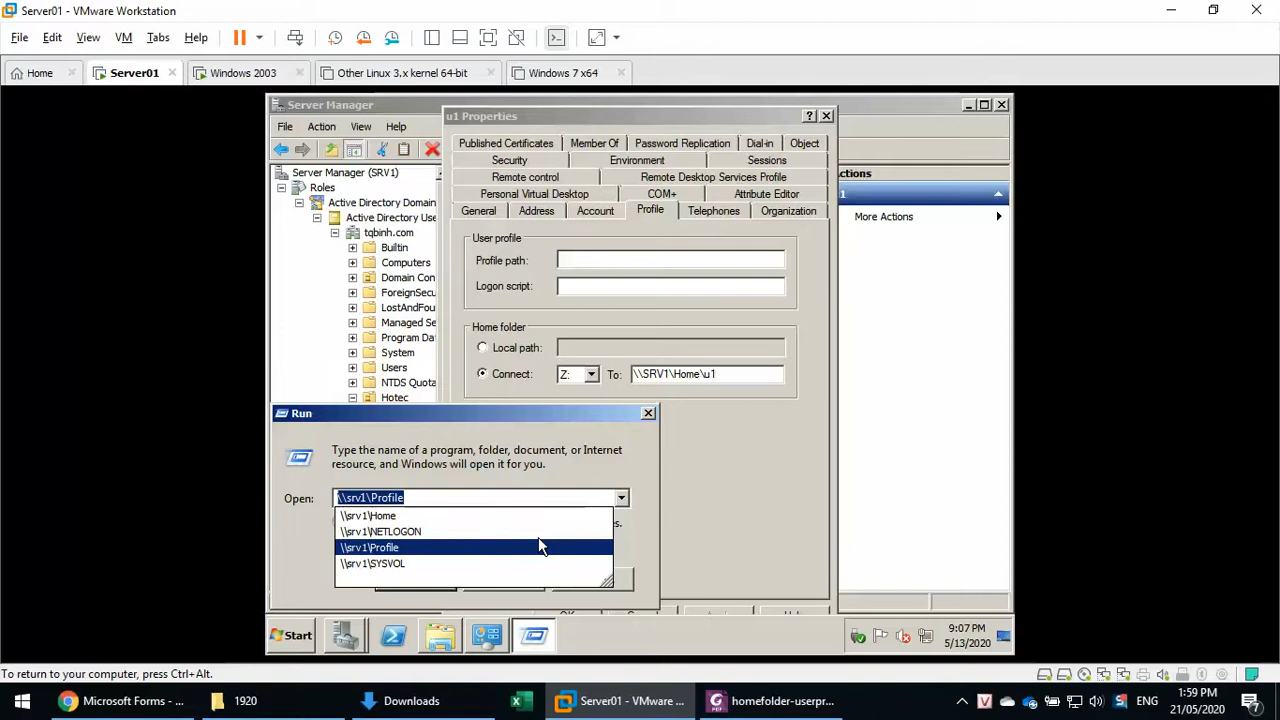 Server01 - VMware Workstation
File Edit View VM Tabs Help
Home Server01 Windows 2003 Other Linux 3.x kernel 64-bit Windows 7 x64
Server Manager
File Action View Help
Server Manager (SRV1)
Roles
Active Directory Domain
Active Directory Use
tqbinh.com
Builtin
Computers
Domain Con
ForeignSecu
LostAndFou
Managed Se
Program Dat
System
Users
NTDS Quota
Hotec
u1 Properties
Published Certificates Member Of Password Replication Dial-in Object
Security Environment Sessions
Remote control Remote Desktop Services Profile
Personal Virtual Desktop COM+ Attribute Editor
General Address Account Profile Telephones Organization
User profile
Profile path:
Logon script:
Home folder
Local path:
Connect: Z: To: \\SRV1\Home\u1
Actions
1
More Actions
Run
Type the name of a program, folder, document, or Internet
resource, and Windows will open it for you.
Open: \\srv1\Profile
\\srv1\Home
\\srv1\NETLOGON
\\srv1\Profile
\\srv1\SYSVOL
Start
9:07 PM
5/13/2020
To return to your computer, press Ctrl+Alt.
Microsoft Forms - ... 1920 Downloads Server01 - VMware ... homefolder-userpr...
ENG
1:59 PM
21/05/2020
7